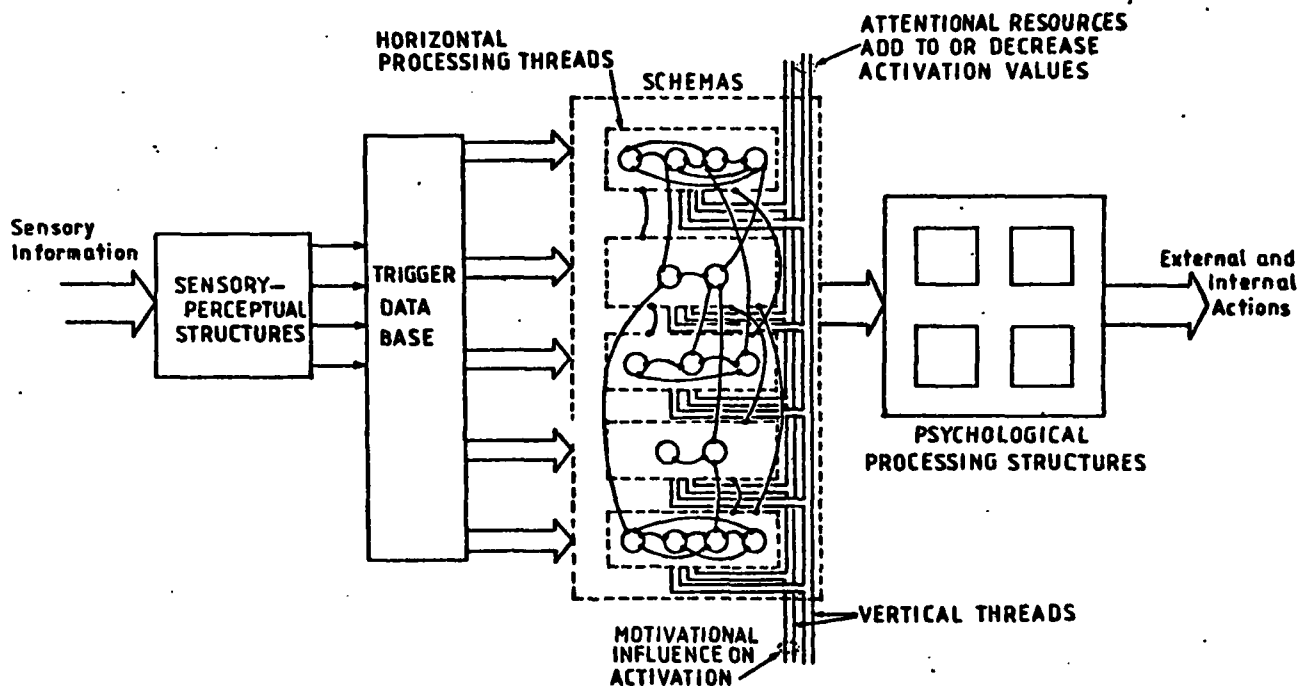 ATTENTIONAL RESOURCES
ADD TO OR DECREASE
ACTIVATION VALUES
HORIZONTAL
PROCESSING THREADS
SCHEMAS
Sensory
Information
SENSORY—
PERCEPTUAL
STRUCTURES
TRIGGER
DATA
BASE
External and
Internal
Actions
PSYCHOLOGICAL
PROCESSING STRUCTURES
VERTICAL THREADS
MOTIVATIONAL
INFLUENCE ON
ACTIVATION